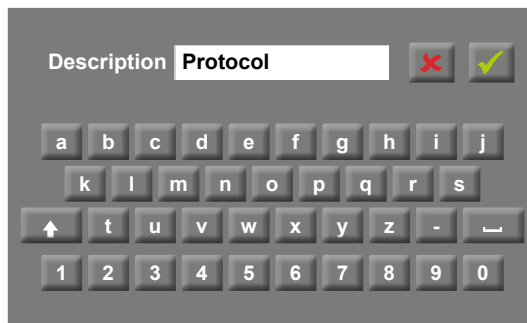 Description Protocol
a b c d e f g h i j
k l m n o p q r s
t u v w x y z -
1 2 3 4 5 6 7 8 9 0